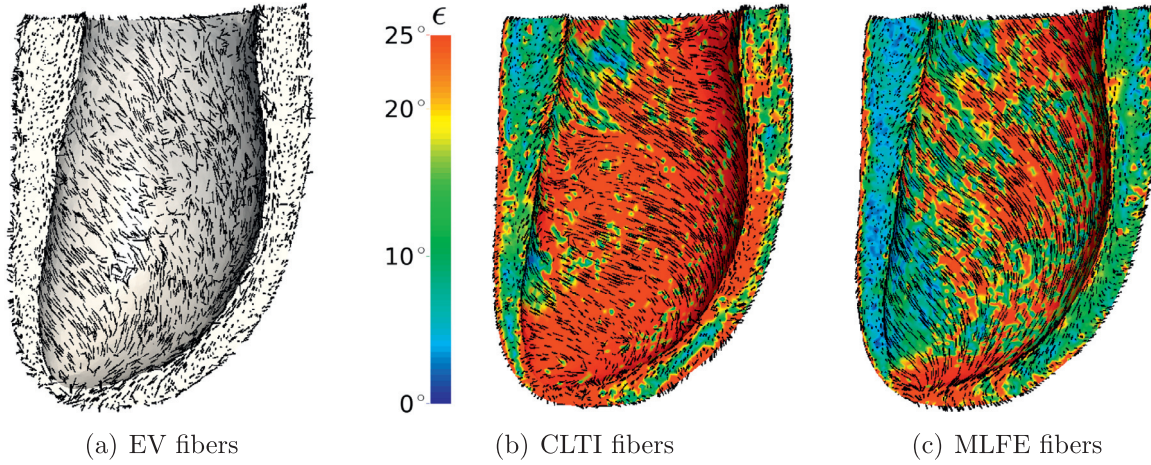 ϵ
25°
20°
10°
0°
(a) EV fibers
(b) CLTI fibers
(c) MLFE fibers